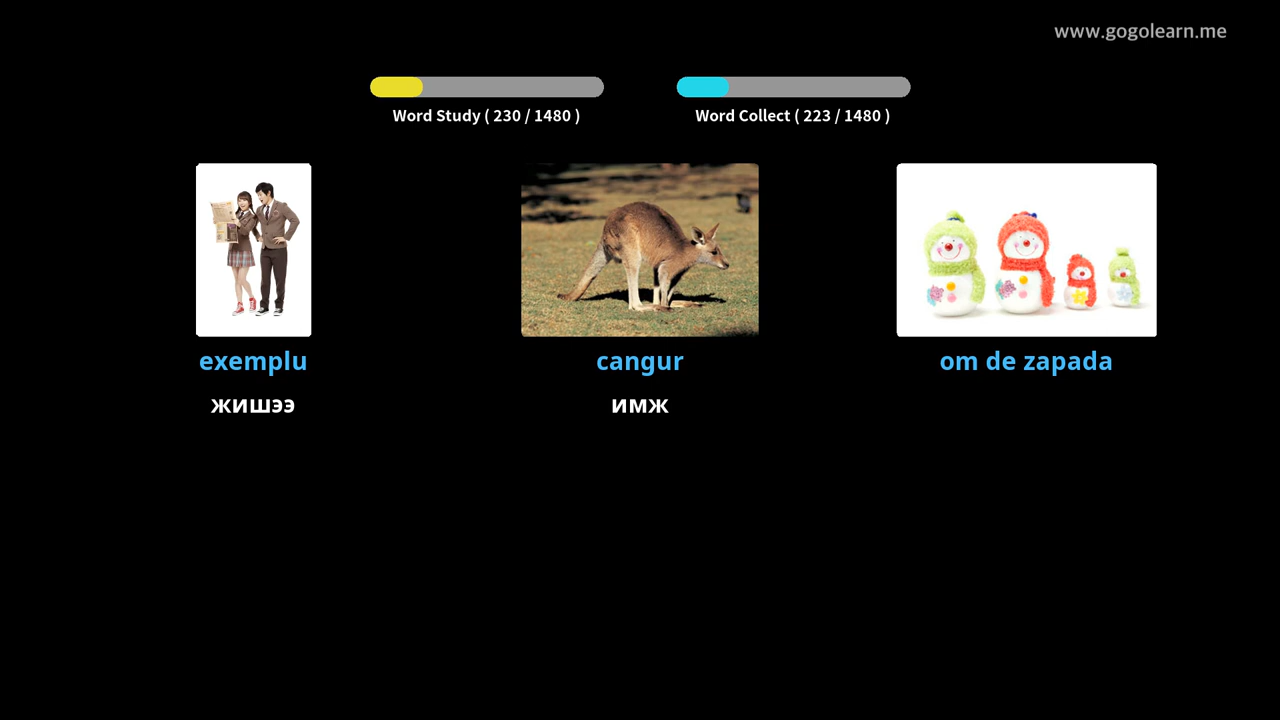 www.gogolearn.me
Word Study ( 230 / 1480 )
Word Collect ( 223 / 1480 )
exemplu
cangur
om de zapada
жишээ
имж